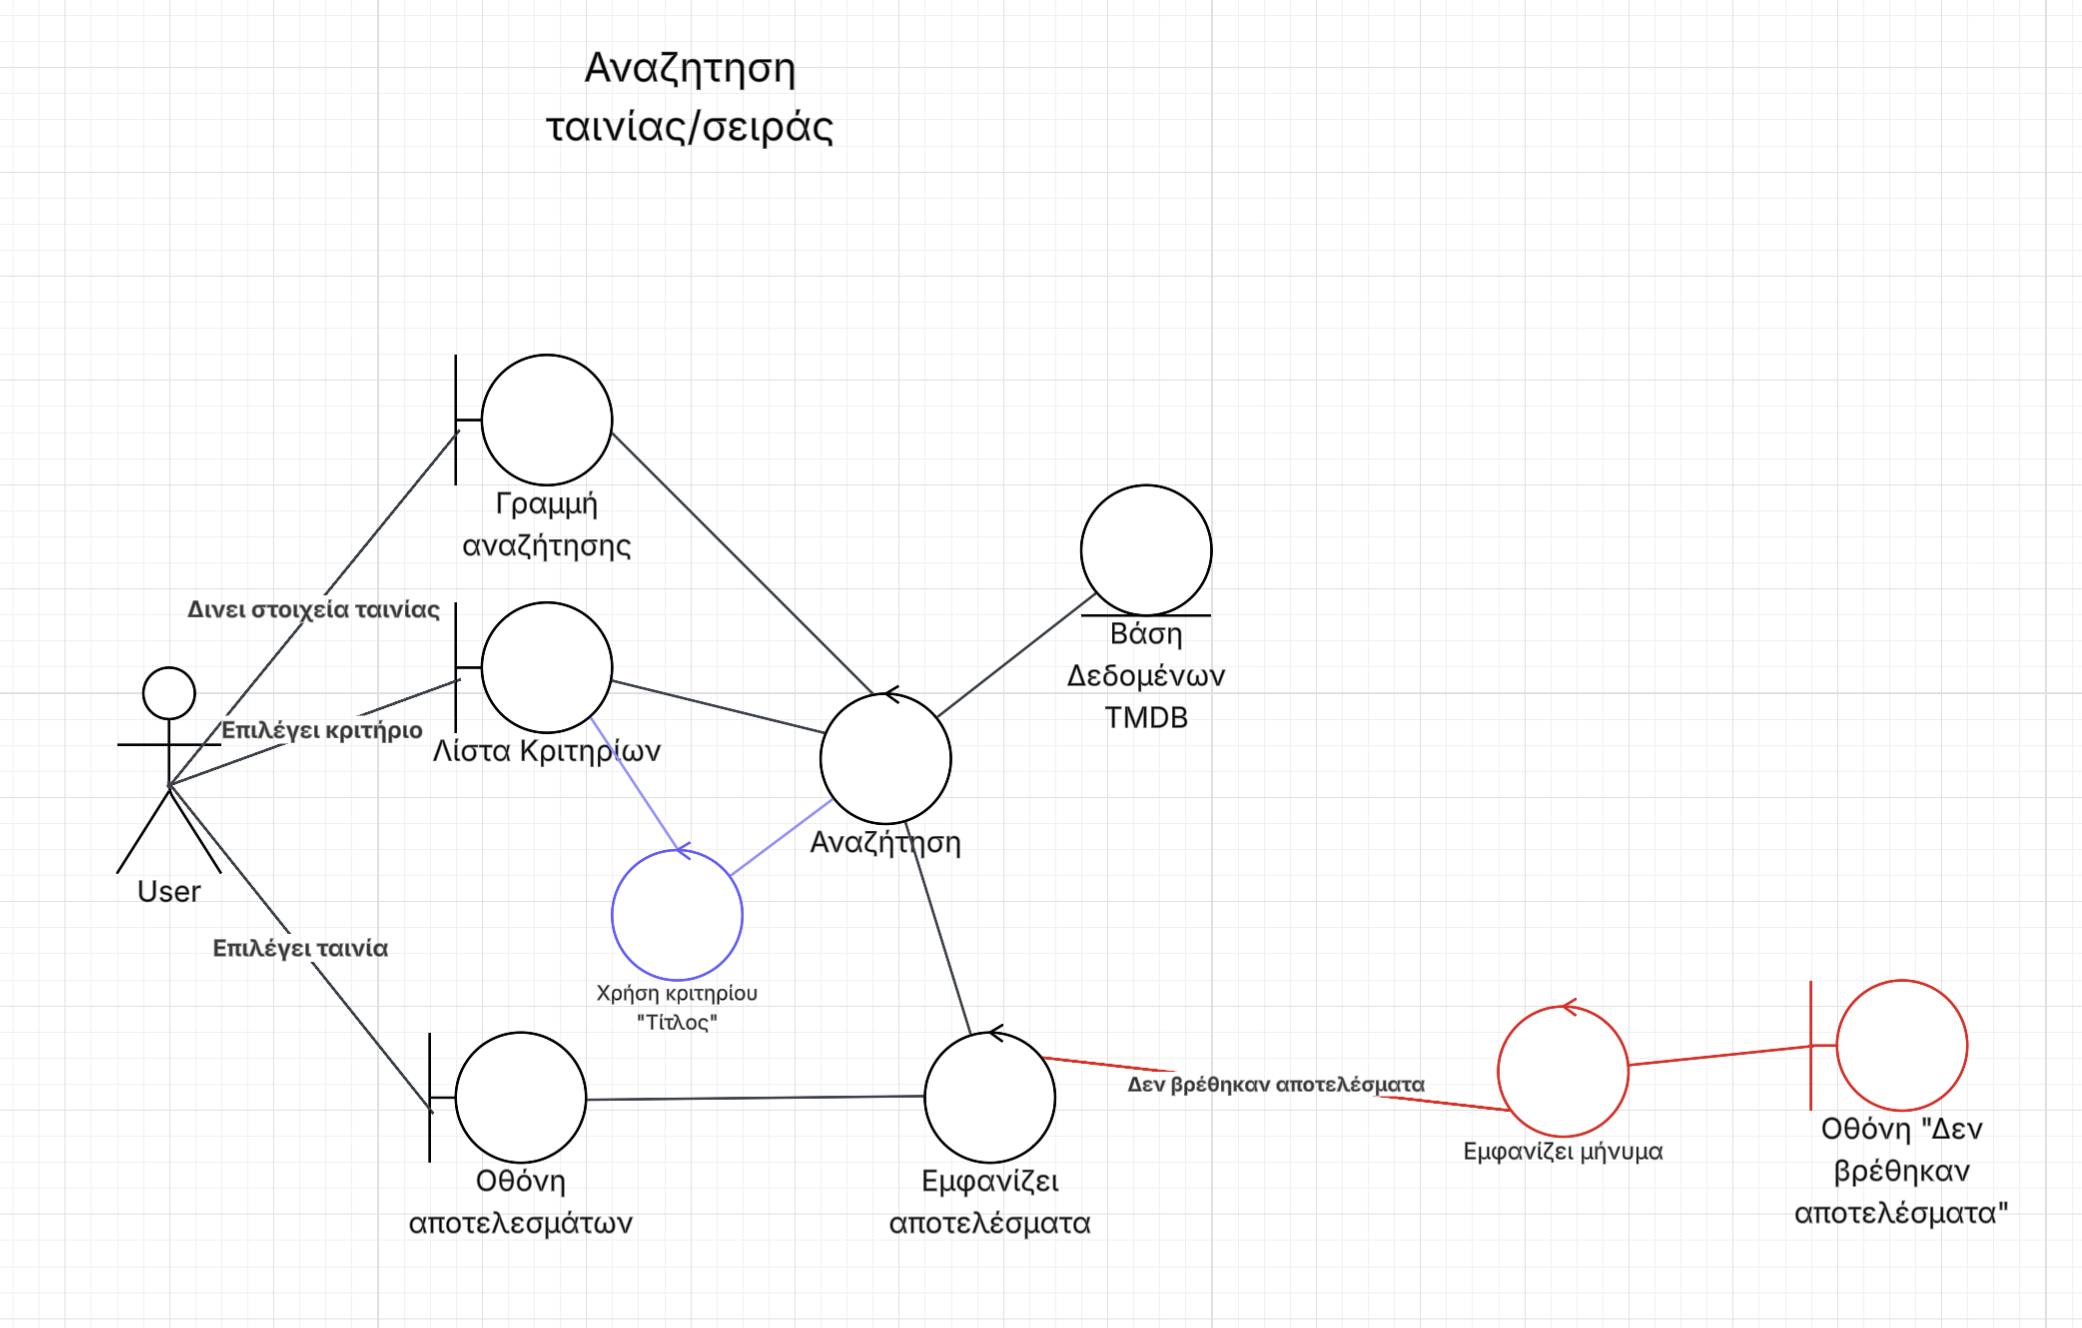 Αναζητηση
ταινίας/σειράς
Γραμμή
αναζήτησης
Δινει στοιχεία ταινίας
Βάση
Δεδομένων
TMDB
Επιλέγει κριτήριο
Λίστα Κριτηρίων
Αναζήτηση
User
Επιλέγει ταινία
Χρήση κριτηρίου
"Τίτλος"
Δεν βρέθηκαν αποτελέσματα
Εμφανίζει μήνυμα
Οθόνη "Δεν
βρέθηκαν
αποτελέσματα"
Οθόνη
αποτελεσμάτων
Εμφανίζει
αποτελέσματα